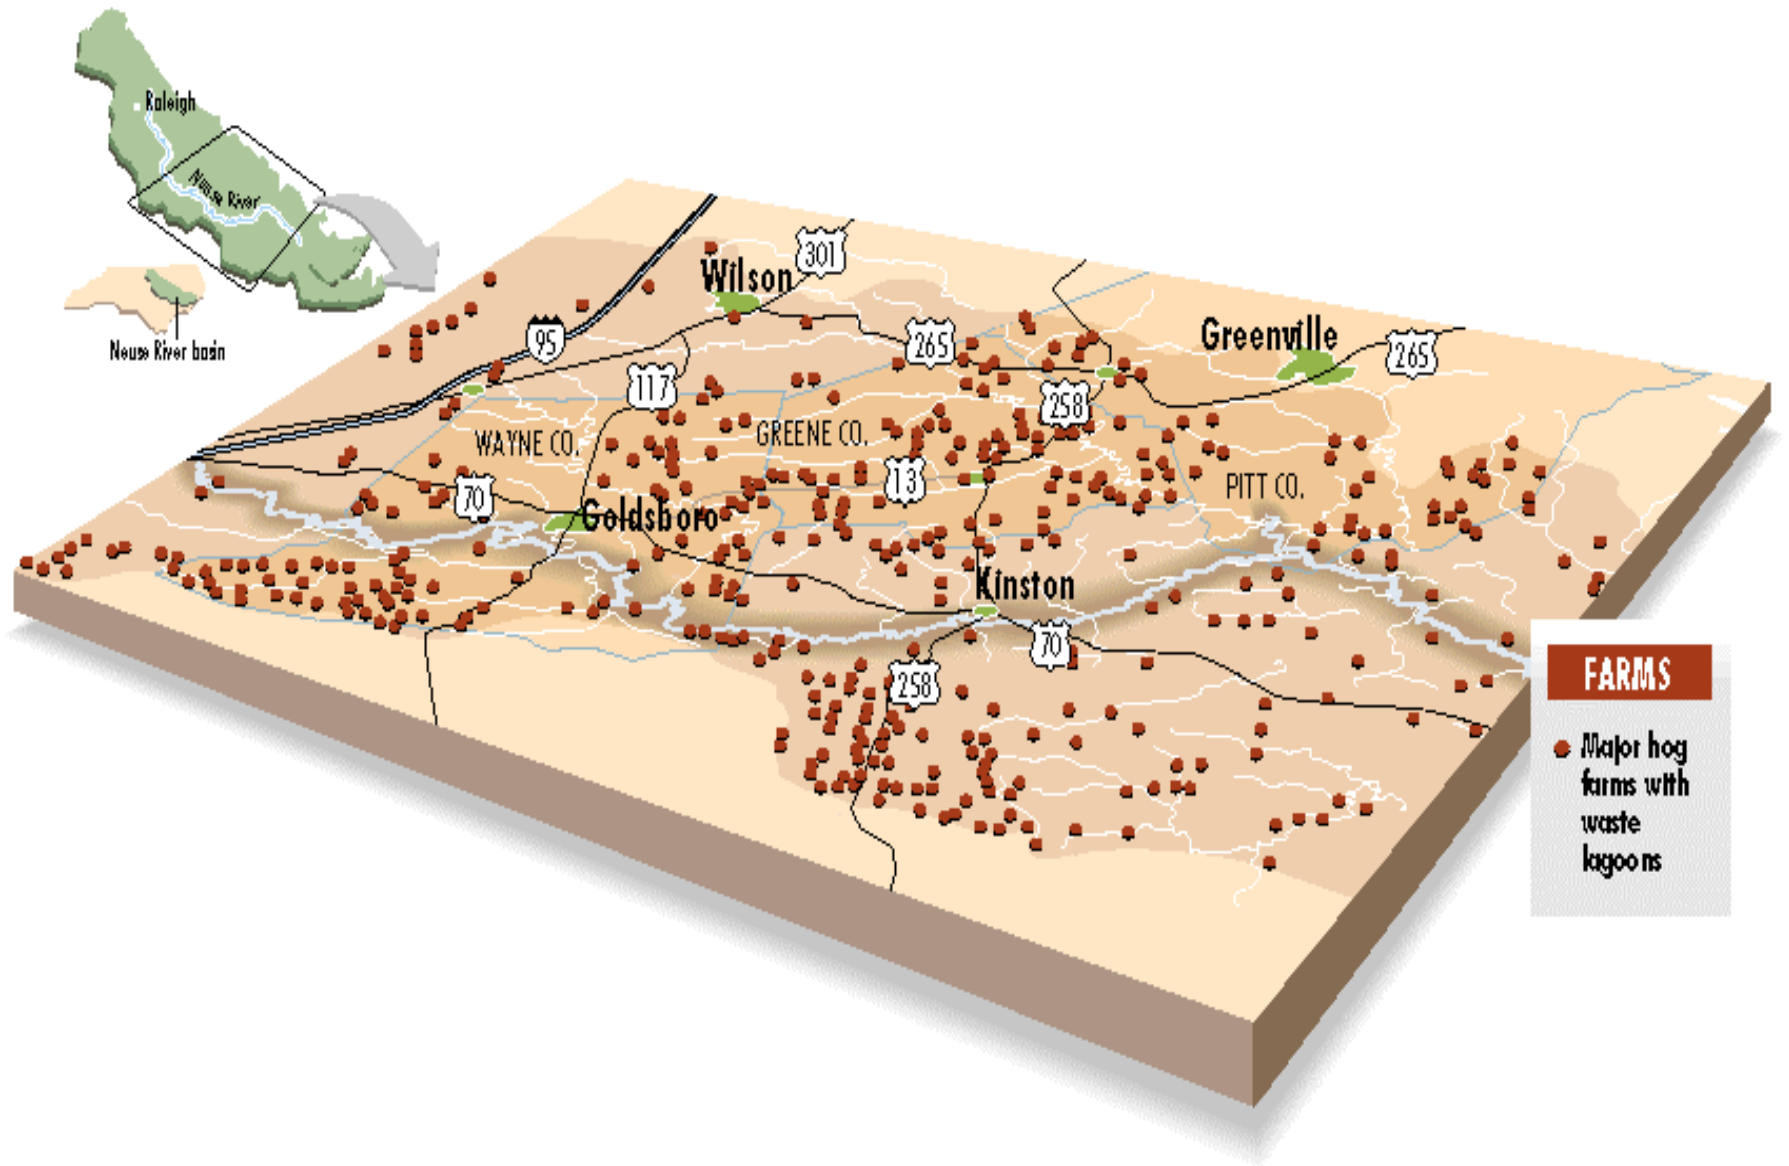 Raleigh
Neuse River
Neuse River basin
301
Wilson
95
265
Greenville
265
117
258
WAYNE CO.
GREENE CO.
13
PITT CO.
70
Goldsboro
Kinston
70
258
FARMS
Major hog
farms with
waste
lagoons